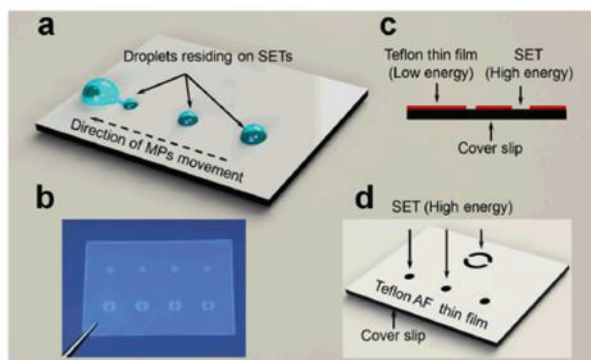 a
Droplets residing on SETs
Direction of MPs movement
b
c
Teflon thin film
(Low energy)
SET
(High energy)
Cover slip
d
SET (High energy)
Teflon AF thin film
Cover slip